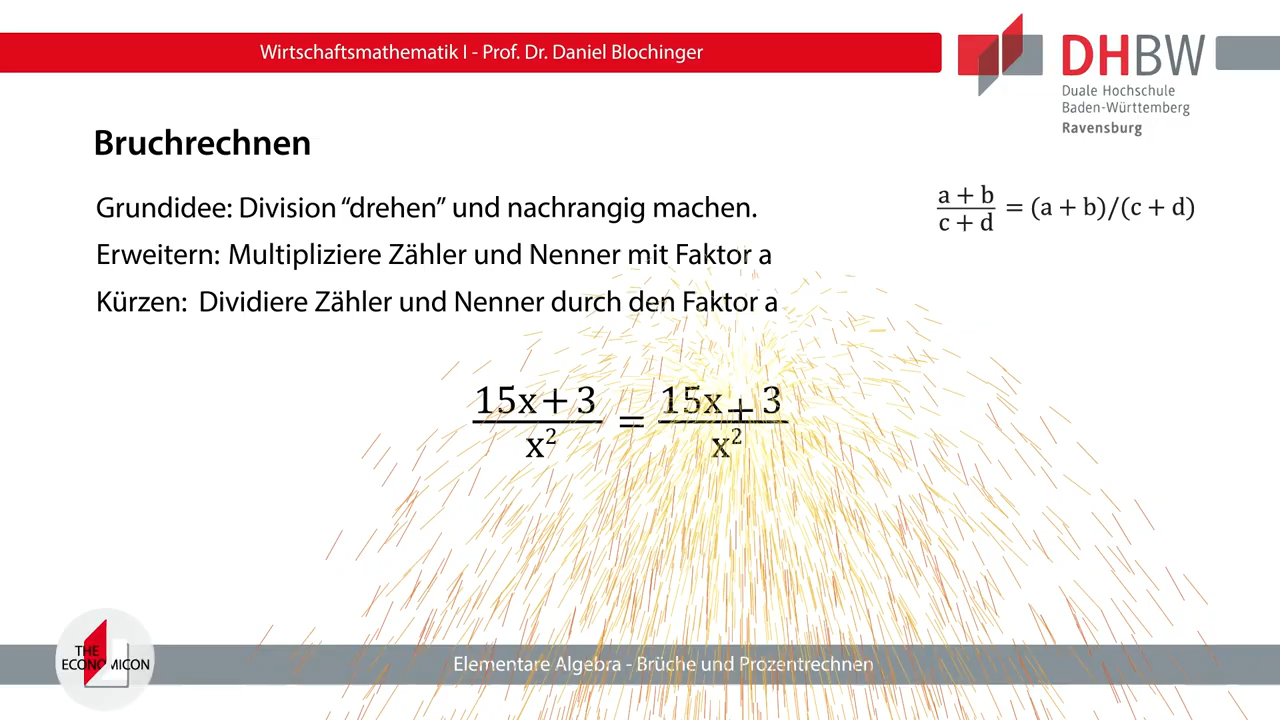 Wirtschaftsmathematik I - Prof. Dr. Daniel Blochinger
DHBW
Duale Hochschule
Baden-Württemberg
Ravensburg
Bruchrechnen
Grundidee: Division “drehen” und nachrangig machen.
(a + b)/(c + d) = (a + b)/(c + d)
Erweitern: Multipliziere Zähler und Nenner mit Faktor a
Kürzen: Dividiere Zähler und Nenner durch den Faktor a
15x + 3 / x² = 15x + 3 / x²
THE
ECONOMICON
Elementare Algebra - Brüche und Prozentrechnen